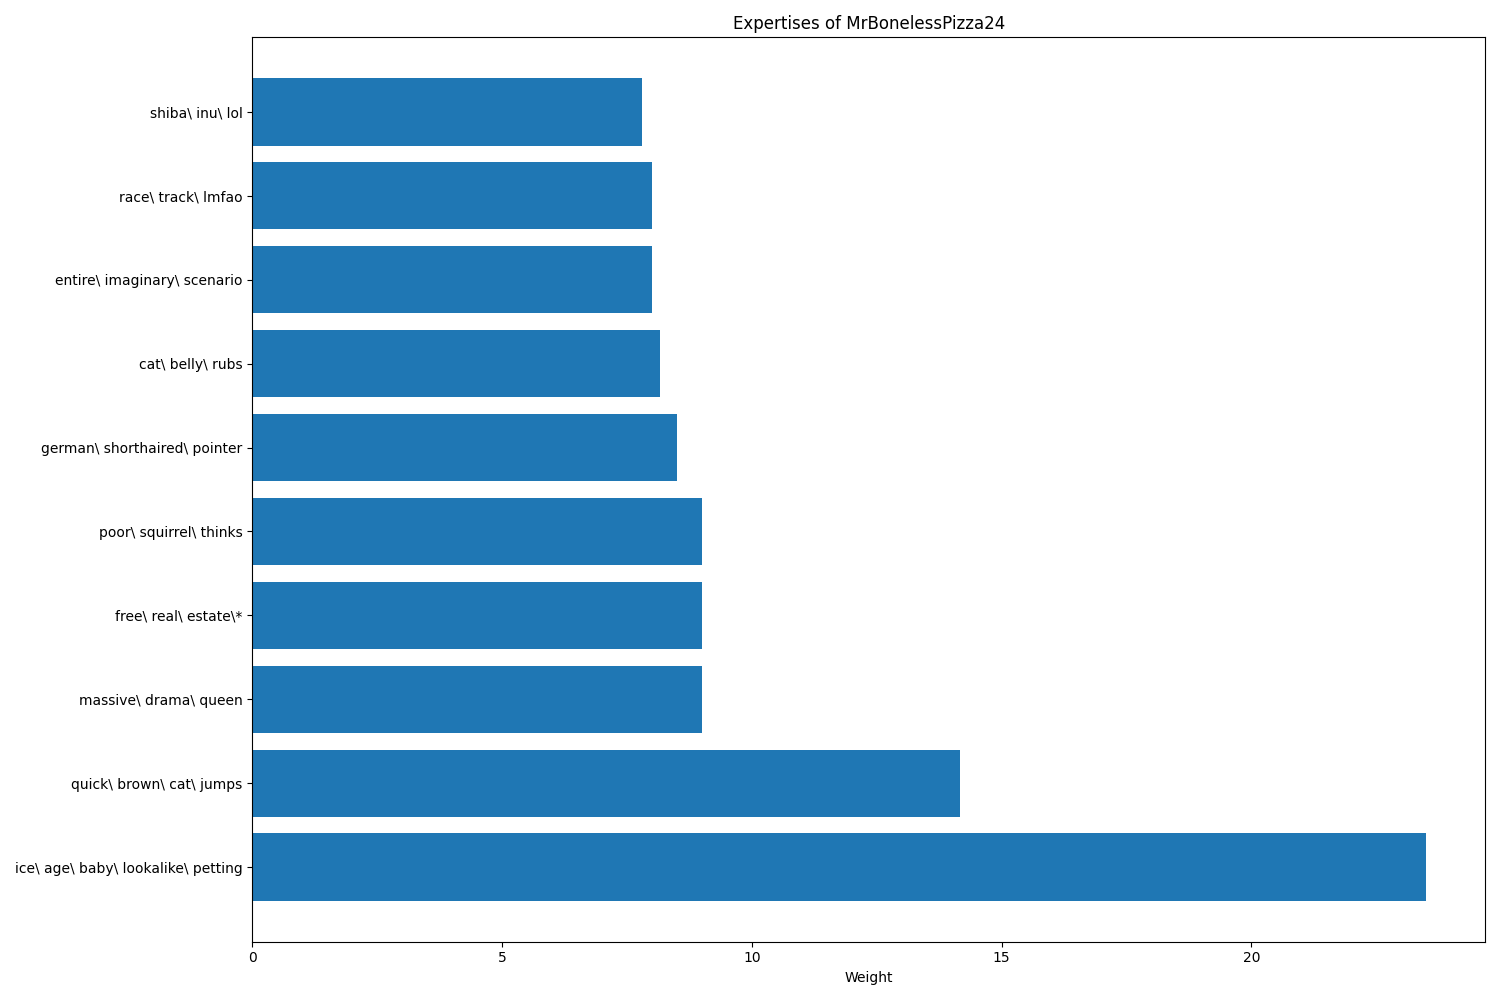 Expertises of MrBonelessPizza24
shiba\ inu\ lol
race\ track\ lmfao
entire\ imaginary\ scenario
cat\ belly\ rubs
german\ shorthaired\ pointer
poor\ squirrel\ thinks
free\ real\ estate\*
massive\ drama\ queen
quick\ brown\ cat\ jumps
ice\ age\ baby\ lookalike\ petting
0 5 10 15 20
Weight